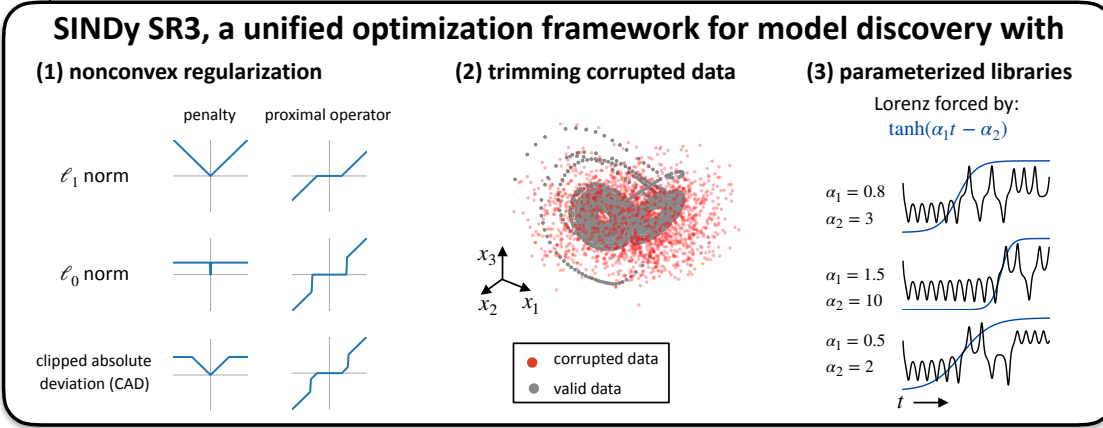 SINDy SR3, a unified optimization framework for model discovery with
(1) nonconvex regularization
penalty
proximal operator
ℓ₁ norm
ℓ₀ norm
clipped absolute
deviation (CAD)
(2) trimming corrupted data
x₃
x₂
x₁
corrupted data
valid data
(3) parameterized libraries
Lorenz forced by:
tanh(α₁t − α₂)
α₁ = 0.8
α₂ = 3
α₁ = 1.5
α₂ = 10
α₁ = 0.5
α₂ = 2
t